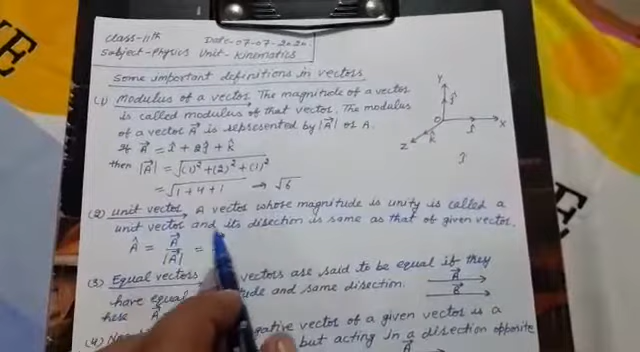 Class-11th Date-07-07-2020
Subject-Physics Unit-Kinematics
Some important definitions in vectors
(1) Modulus of a vector The magnitude of a vector
is called modulus of that vector. The modulus
of a vector A⃗ is represented by |A⃗| or A.
If A⃗ = î + 2ĵ + k̂
then |A⃗| = √(1)² + (2)² + (1)²
= √1 + 4 + 1 → √6
Y
ĵ
O
î
X
k̂
Z
(2) unit vector → A vector whose magnitude is unity is called a
unit vector and its direction is same as that of given vector.
Â = A⃗/|A⃗| =
(3) Equal vectors vectors are said to be equal if they
have equal and same direction.
A⃗
B⃗
here A⃗
(4) gative vector of a given vector is a
but acting in a direction opposite
A⃗